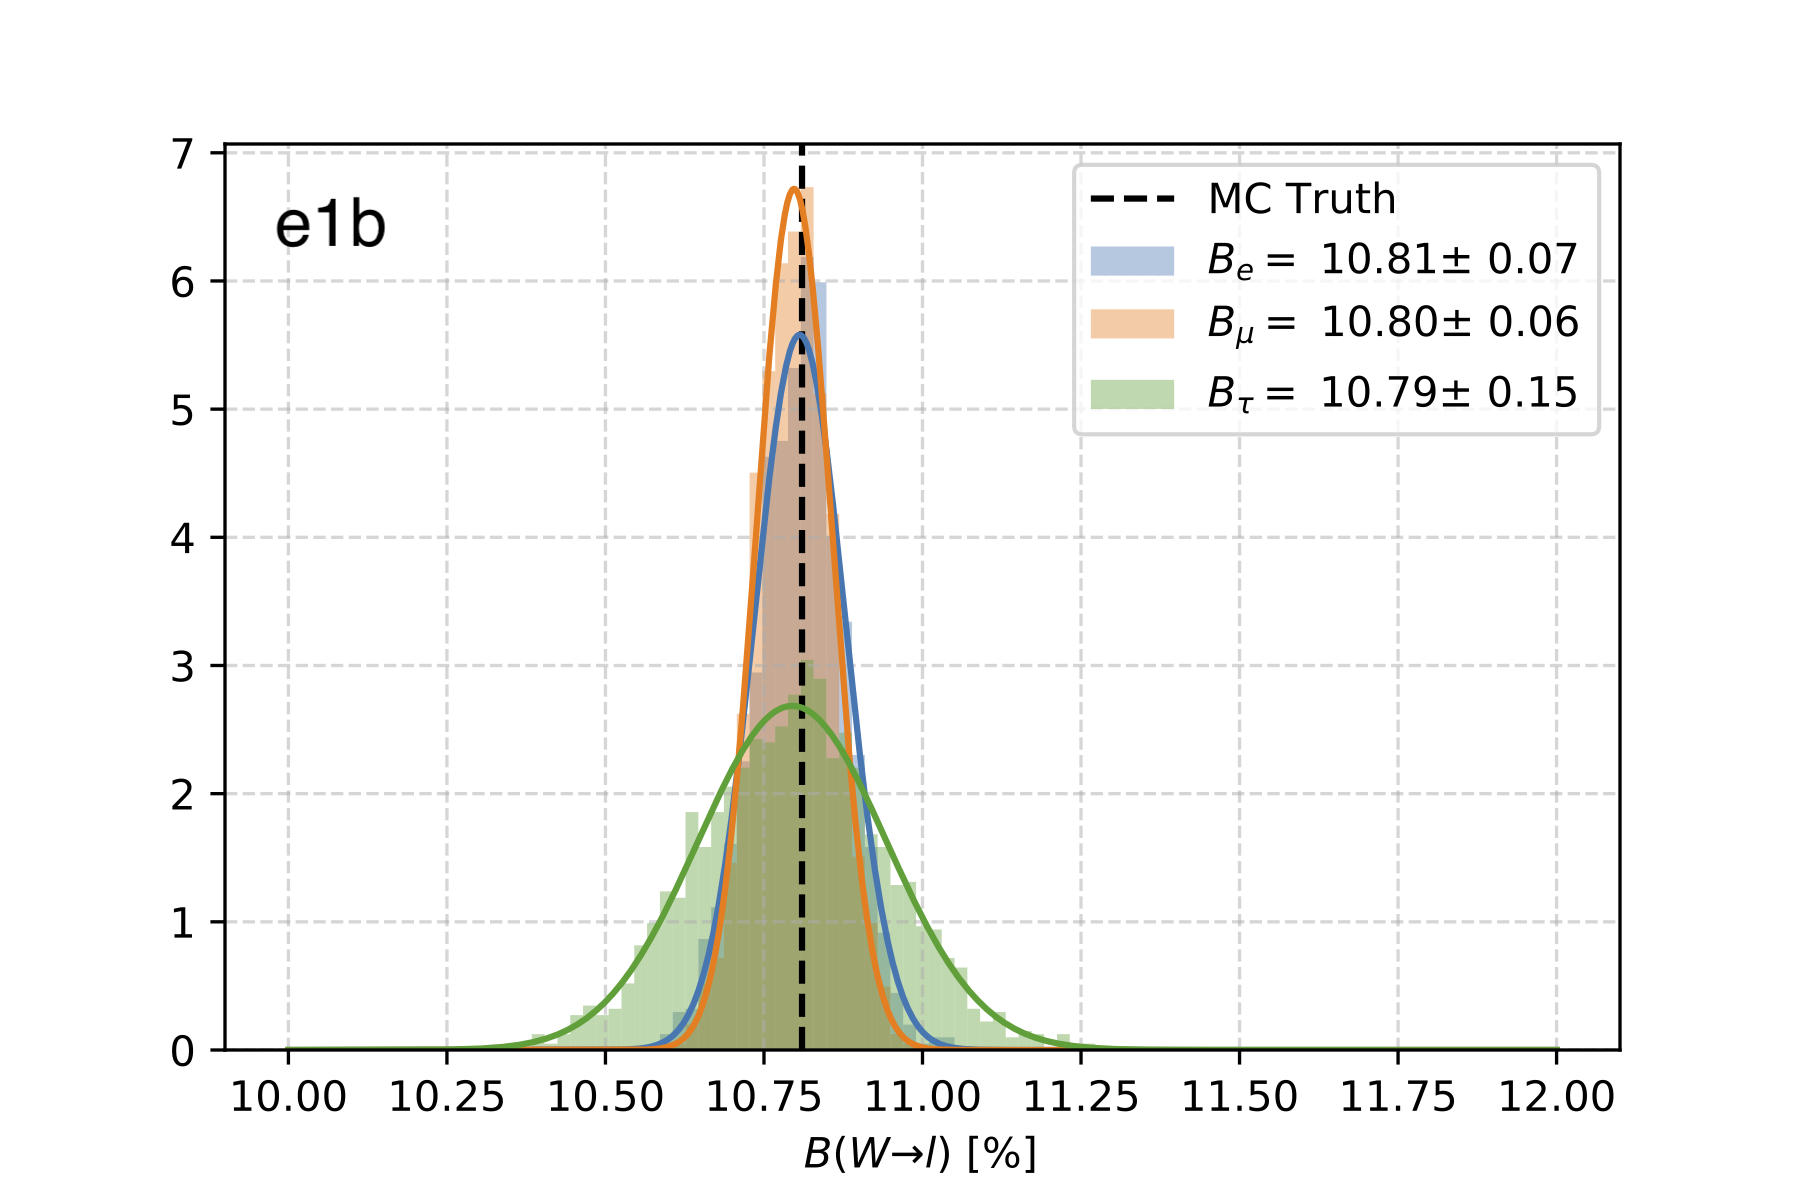 e1b
MC Truth
Bₑ = 10.81± 0.07
B_μ = 10.80± 0.06
B_τ = 10.79± 0.15
7
6
5
4
3
2
1
0
10.00 10.25 10.50 10.75 11.00 11.25 11.50 11.75 12.00
B(W→l) [%]